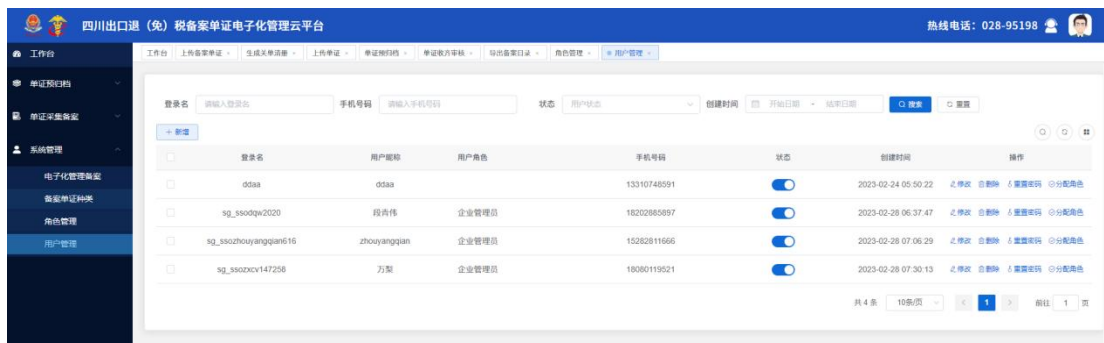 四川出口退（免）税备案单证电子化管理云平台 热线电话：028-95198
工作台
单证预归档
单证采集备案
系统管理
电子化管理备案
备案单证种类
角色管理
用户管理
工作台 上传备案单证 × 生成关单清册 × 上传单证 × 单证预归档 × 单证收方审核 × 导出备案目录 × 角色管理 × 用户管理 ×
登录名 请输入登录名 手机号码 请输入手机号码 状态 用户状态 创建时间 开始日期 - 结束日期 搜索 重置
+ 新增
登录名 用户昵称 用户角色 手机号码 状态 创建时间 操作
ddaa ddaa 13310748591 2023-02-24 05:50:22 修改 删除 重置密码 分配角色
sg_ssodqw2020 段青伟 企业管理员 18202885897 2023-02-28 06:37:47 修改 删除 重置密码 分配角色
sg_ssozhouyangqian616 zhouyangqian 企业管理员 15282811666 2023-02-28 07:06:29 修改 删除 重置密码 分配角色
sg_ssozxcv147258 万梨 企业管理员 18080119521 2023-02-28 07:30:13 修改 删除 重置密码 分配角色
共 4 条 10条/页 < 1 > 前往 1 页